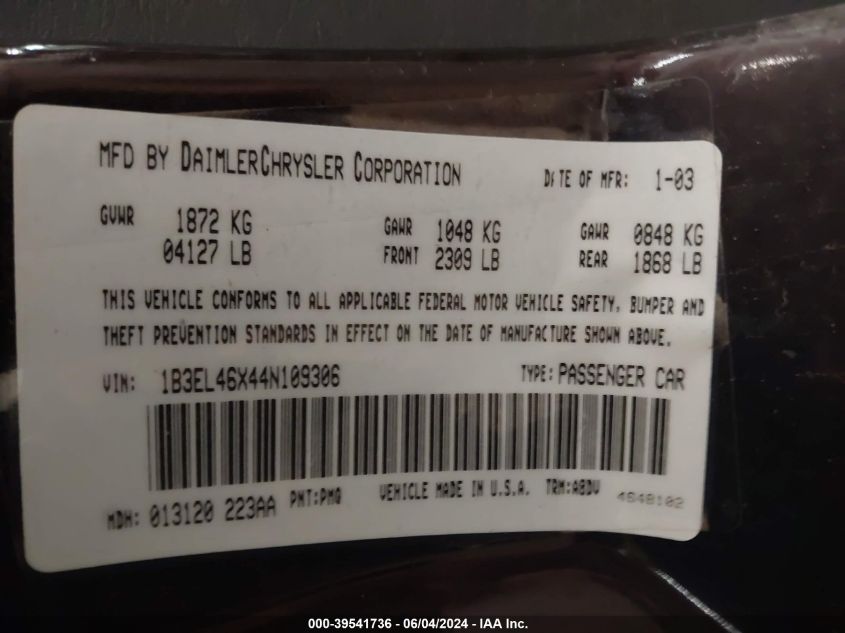 MFD BY DAIMLERCHRYSLER CORPORATION DATE OF MFR: 1-03
GVWR 1872 KG GAWR 1048 KG GAWR 0848 KG
04127 LB FRONT 2309 LB REAR 1868 LB
THIS VEHICLE CONFORMS TO ALL APPLICABLE FEDERAL MOTOR VEHICLE SAFETY, BUMPER AND
THEFT PREVENTION STANDARDS IN EFFECT ON THE DATE OF MANUFACTURE SHOWN ABOVE.
VIN: 1B3EL46X44N109306 TYPE: PASSENGER CAR
MDH: 013120 223AA PNT:PMQ VEHICLE MADE IN U.S.A. TRM:A8DV 4648102
000-39541736 - 06/04/2024 - IAA Inc.